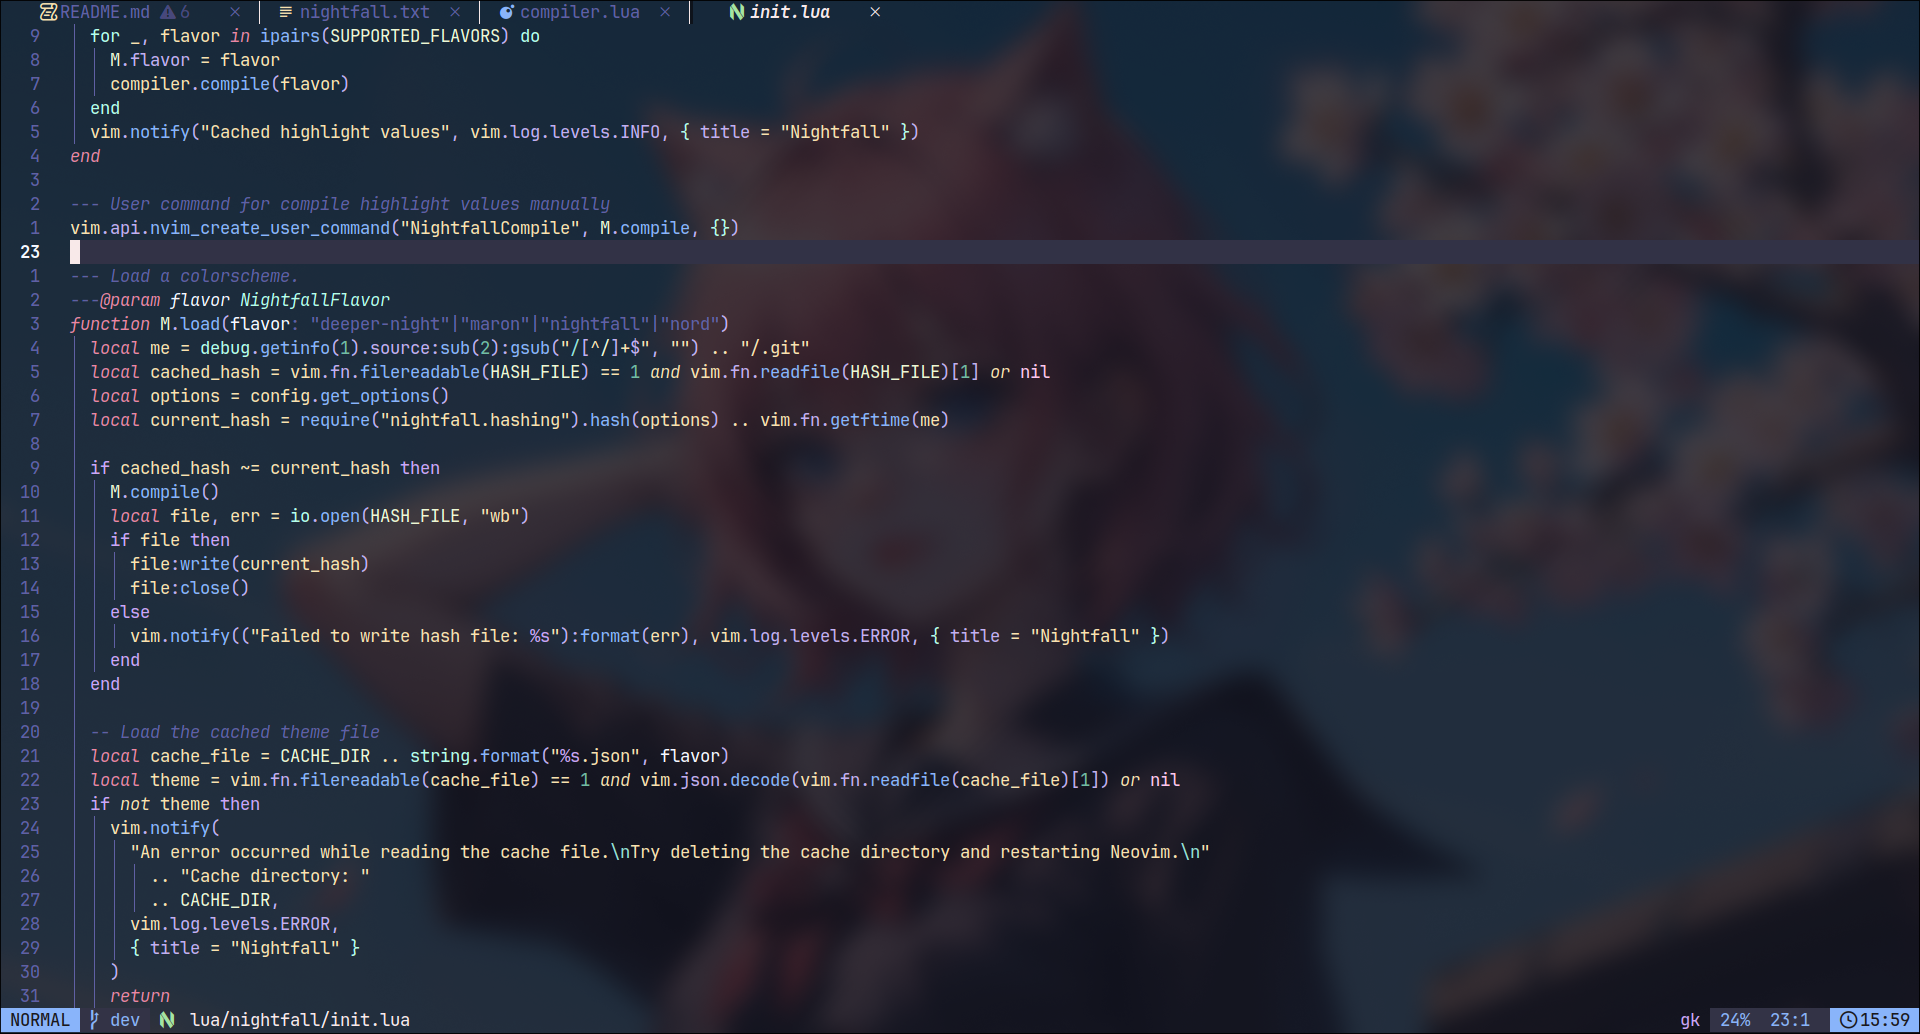 README.md 6 × nightfall.txt × compiler.lua × init.lua ×
9 for _, flavor in ipairs(SUPPORTED_FLAVORS) do
8 M.flavor = flavor
7 compiler.compile(flavor)
6 end
5 vim.notify("Cached highlight values", vim.log.levels.INFO, { title = "Nightfall" })
4 end
3
2 --- User command for compile highlight values manually
1 vim.api.nvim_create_user_command("NightfallCompile", M.compile, {})
23
1 --- Load a colorscheme.
2 ---@param flavor NightfallFlavor
3 function M.load(flavor: "deeper-night"|"maron"|"nightfall"|"nord")
4 local me = debug.getinfo(1).source:sub(2):gsub("/[^/]+$", "") .. "/.git"
5 local cached_hash = vim.fn.filereadable(HASH_FILE) == 1 and vim.fn.readfile(HASH_FILE)[1] or nil
6 local options = config.get_options()
7 local current_hash = require("nightfall.hashing").hash(options) .. vim.fn.getftime(me)
8
9 if cached_hash ~= current_hash then
10 M.compile()
11 local file, err = io.open(HASH_FILE, "wb")
12 if file then
13 file:write(current_hash)
14 file:close()
15 else
16 vim.notify(("Failed to write hash file: %s"):format(err), vim.log.levels.ERROR, { title = "Nightfall" })
17 end
18 end
19
20 -- Load the cached theme file
21 local cache_file = CACHE_DIR .. string.format("%s.json", flavor)
22 local theme = vim.fn.filereadable(cache_file) == 1 and vim.json.decode(vim.fn.readfile(cache_file)[1]) or nil
23 if not theme then
24 vim.notify(
25 "An error occurred while reading the cache file.\nTry deleting the cache directory and restarting Neovim.\n"
26 .. "Cache directory: "
27 .. CACHE_DIR,
28 vim.log.levels.ERROR,
29 { title = "Nightfall" }
30 )
31 return
NORMAL dev lua/nightfall/init.lua gk 24% 23:1 15:59